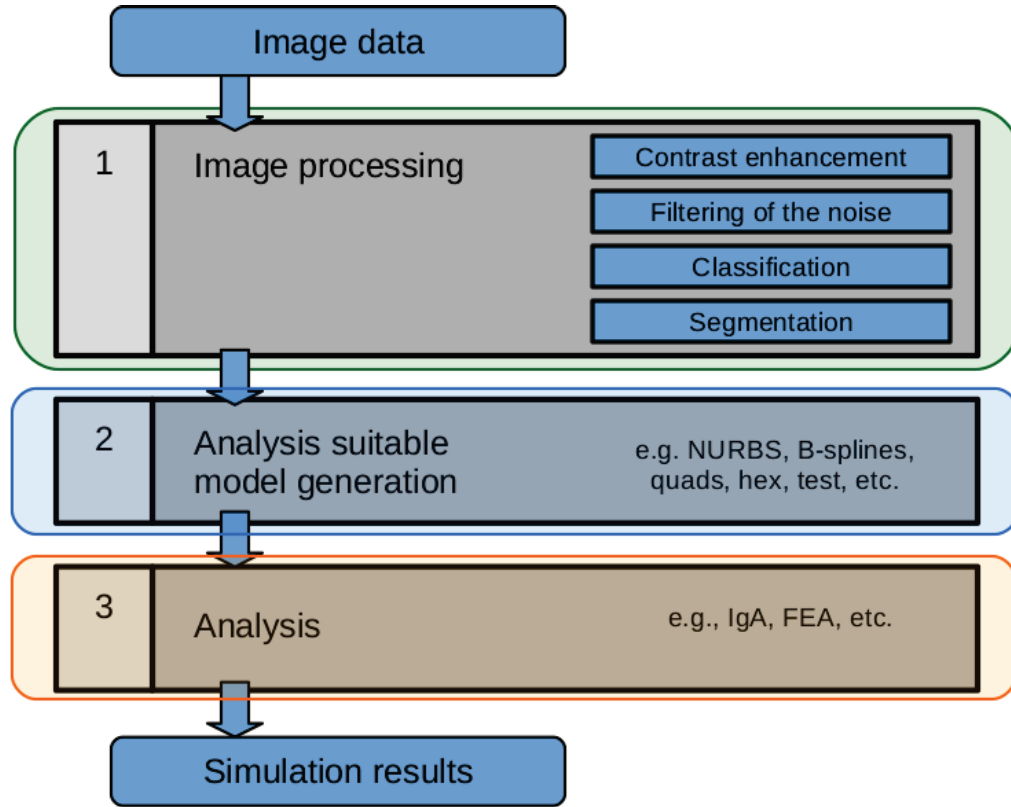 Image data
1
Image processing
Contrast enhancement
Filtering of the noise
Classification
Segmentation
2
Analysis suitable
model generation
e.g. NURBS, B-splines,
quads, hex, test, etc.
3
Analysis
e.g., IgA, FEA, etc.
Simulation results